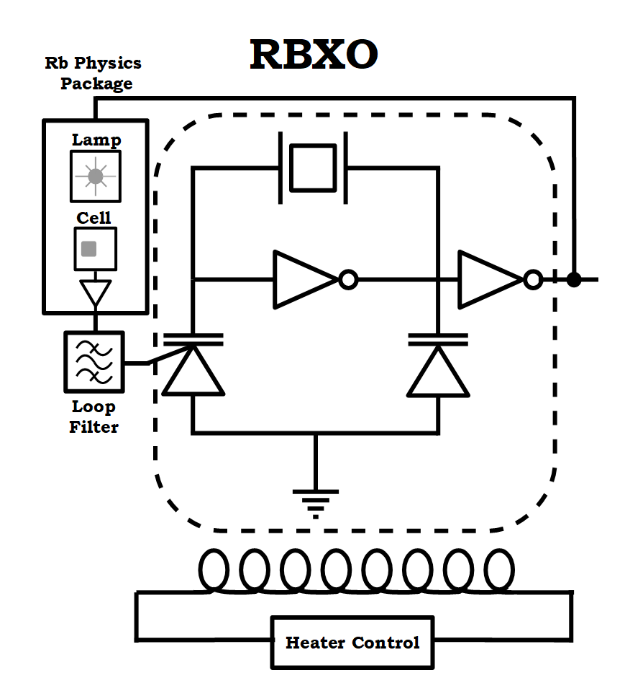 RBXO
Rb Physics
Package
Lamp
Cell
Loop
Filter
Heater Control